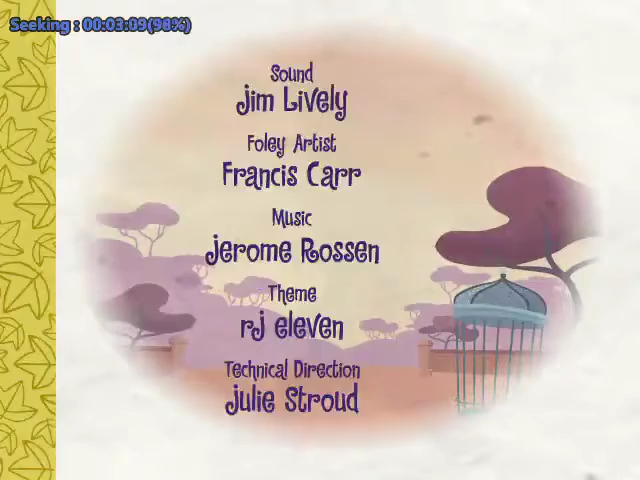 Seeking : 00:03:09(98%)
Sound
Jim Lively
Foley Artist
Francis Carr
Music
Jerome Rossen
Theme
rj eleven
Technical Direction
Julie Stroud